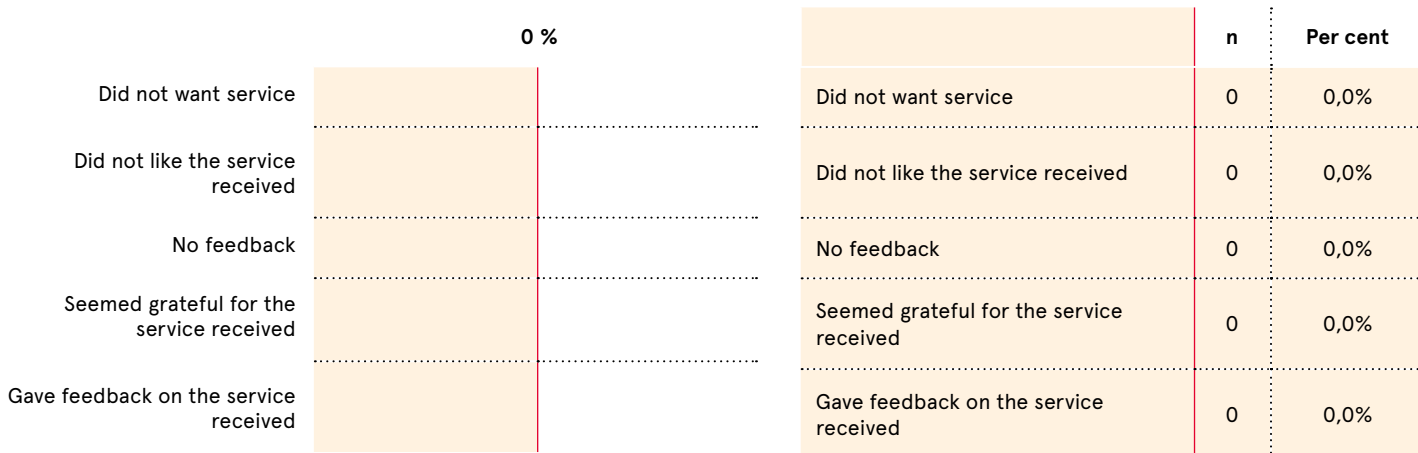 0 %
Did not want service
Did not like the service
received
No feedback
Seemed grateful for the
service received
Gave feedback on the service
received
n Per cent
Did not want service 0 0,0%
Did not like the service received 0 0,0%
No feedback 0 0,0%
Seemed grateful for the service
received 0 0,0%
Gave feedback on the service
received 0 0,0%